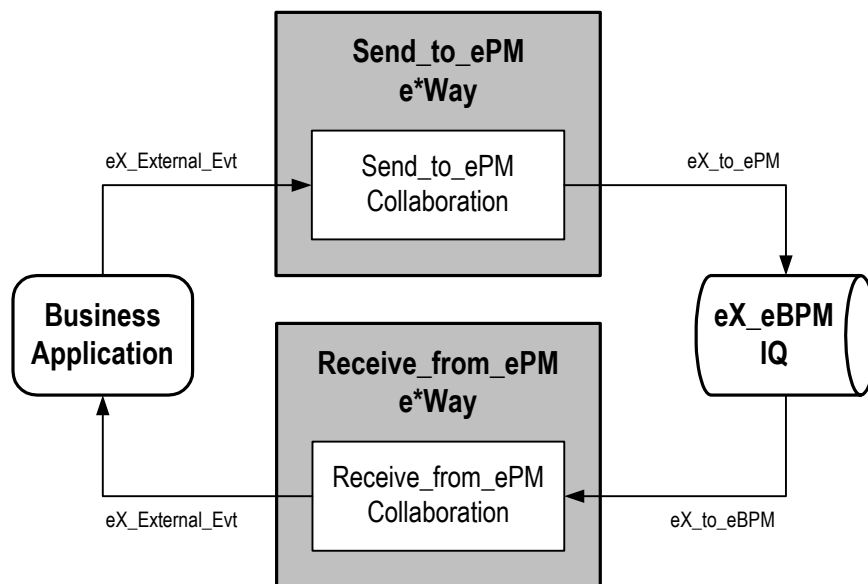 Send_to_ePM
e*Way
eX_External_Evt
Send_to_ePM
Collaboration
eX_to_ePM
Business
Application
eX_eBPM
IQ
Receive_from_ePM
e*Way
Receive_from_ePM
Collaboration
eX_External_Evt
eX_to_eBPM